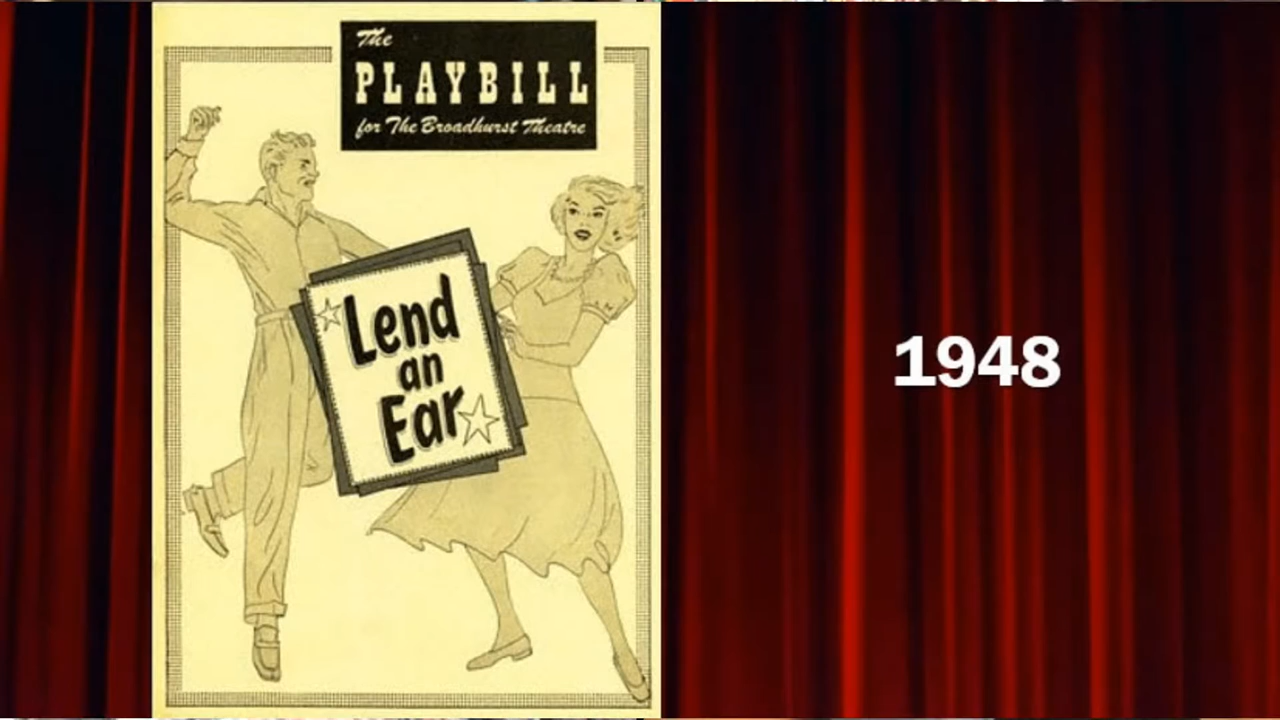 The
PLAYBILL
for The Broadhurst Theatre
Lend
an
Ear
1948